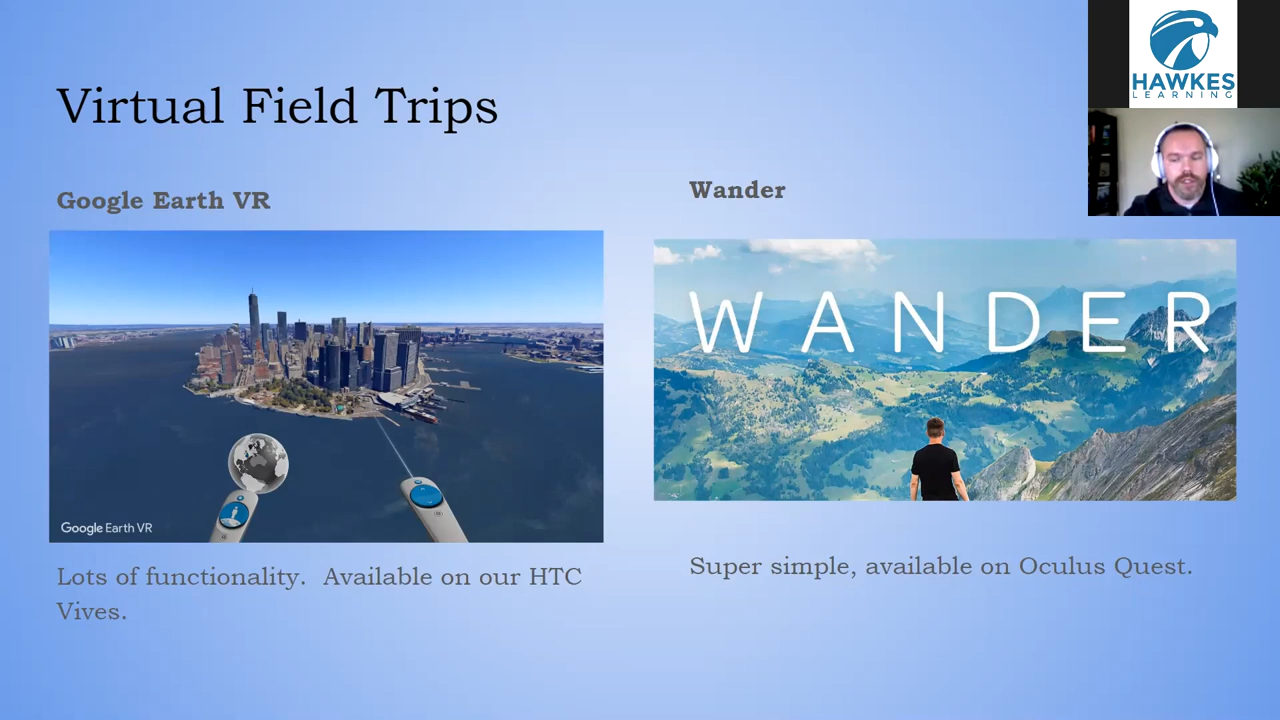 HAWKES
LEARNING
Virtual Field Trips
Google Earth VR
Wander
WANDER
Google Earth VR
Lots of functionality.  Available on our HTC
Vives.
Super simple, available on Oculus Quest.